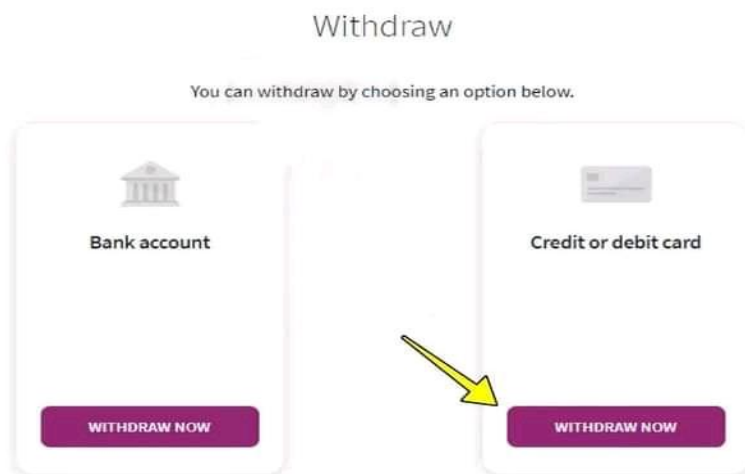 Withdraw
You can withdraw by choosing an option below.
Bank account
Credit or debit card
WITHDRAW NOW
WITHDRAW NOW